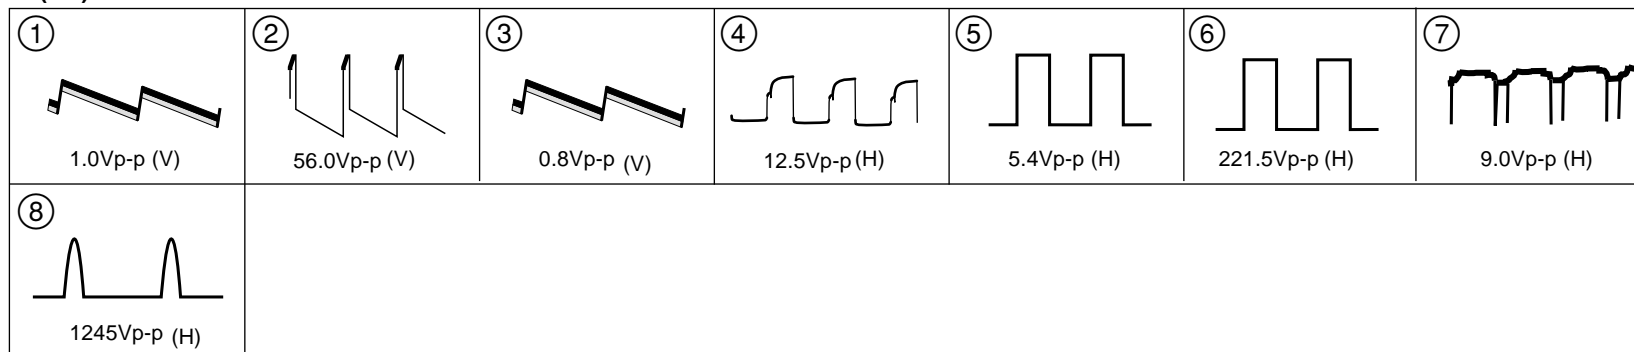 ① ② ③ ④ ⑤ ⑥ ⑦
1.0Vp-p (V) 56.0Vp-p (V) 0.8Vp-p (V) 12.5Vp-p (H) 5.4Vp-p (H) 221.5Vp-p (H) 9.0Vp-p (H)
⑧
1245Vp-p (H)